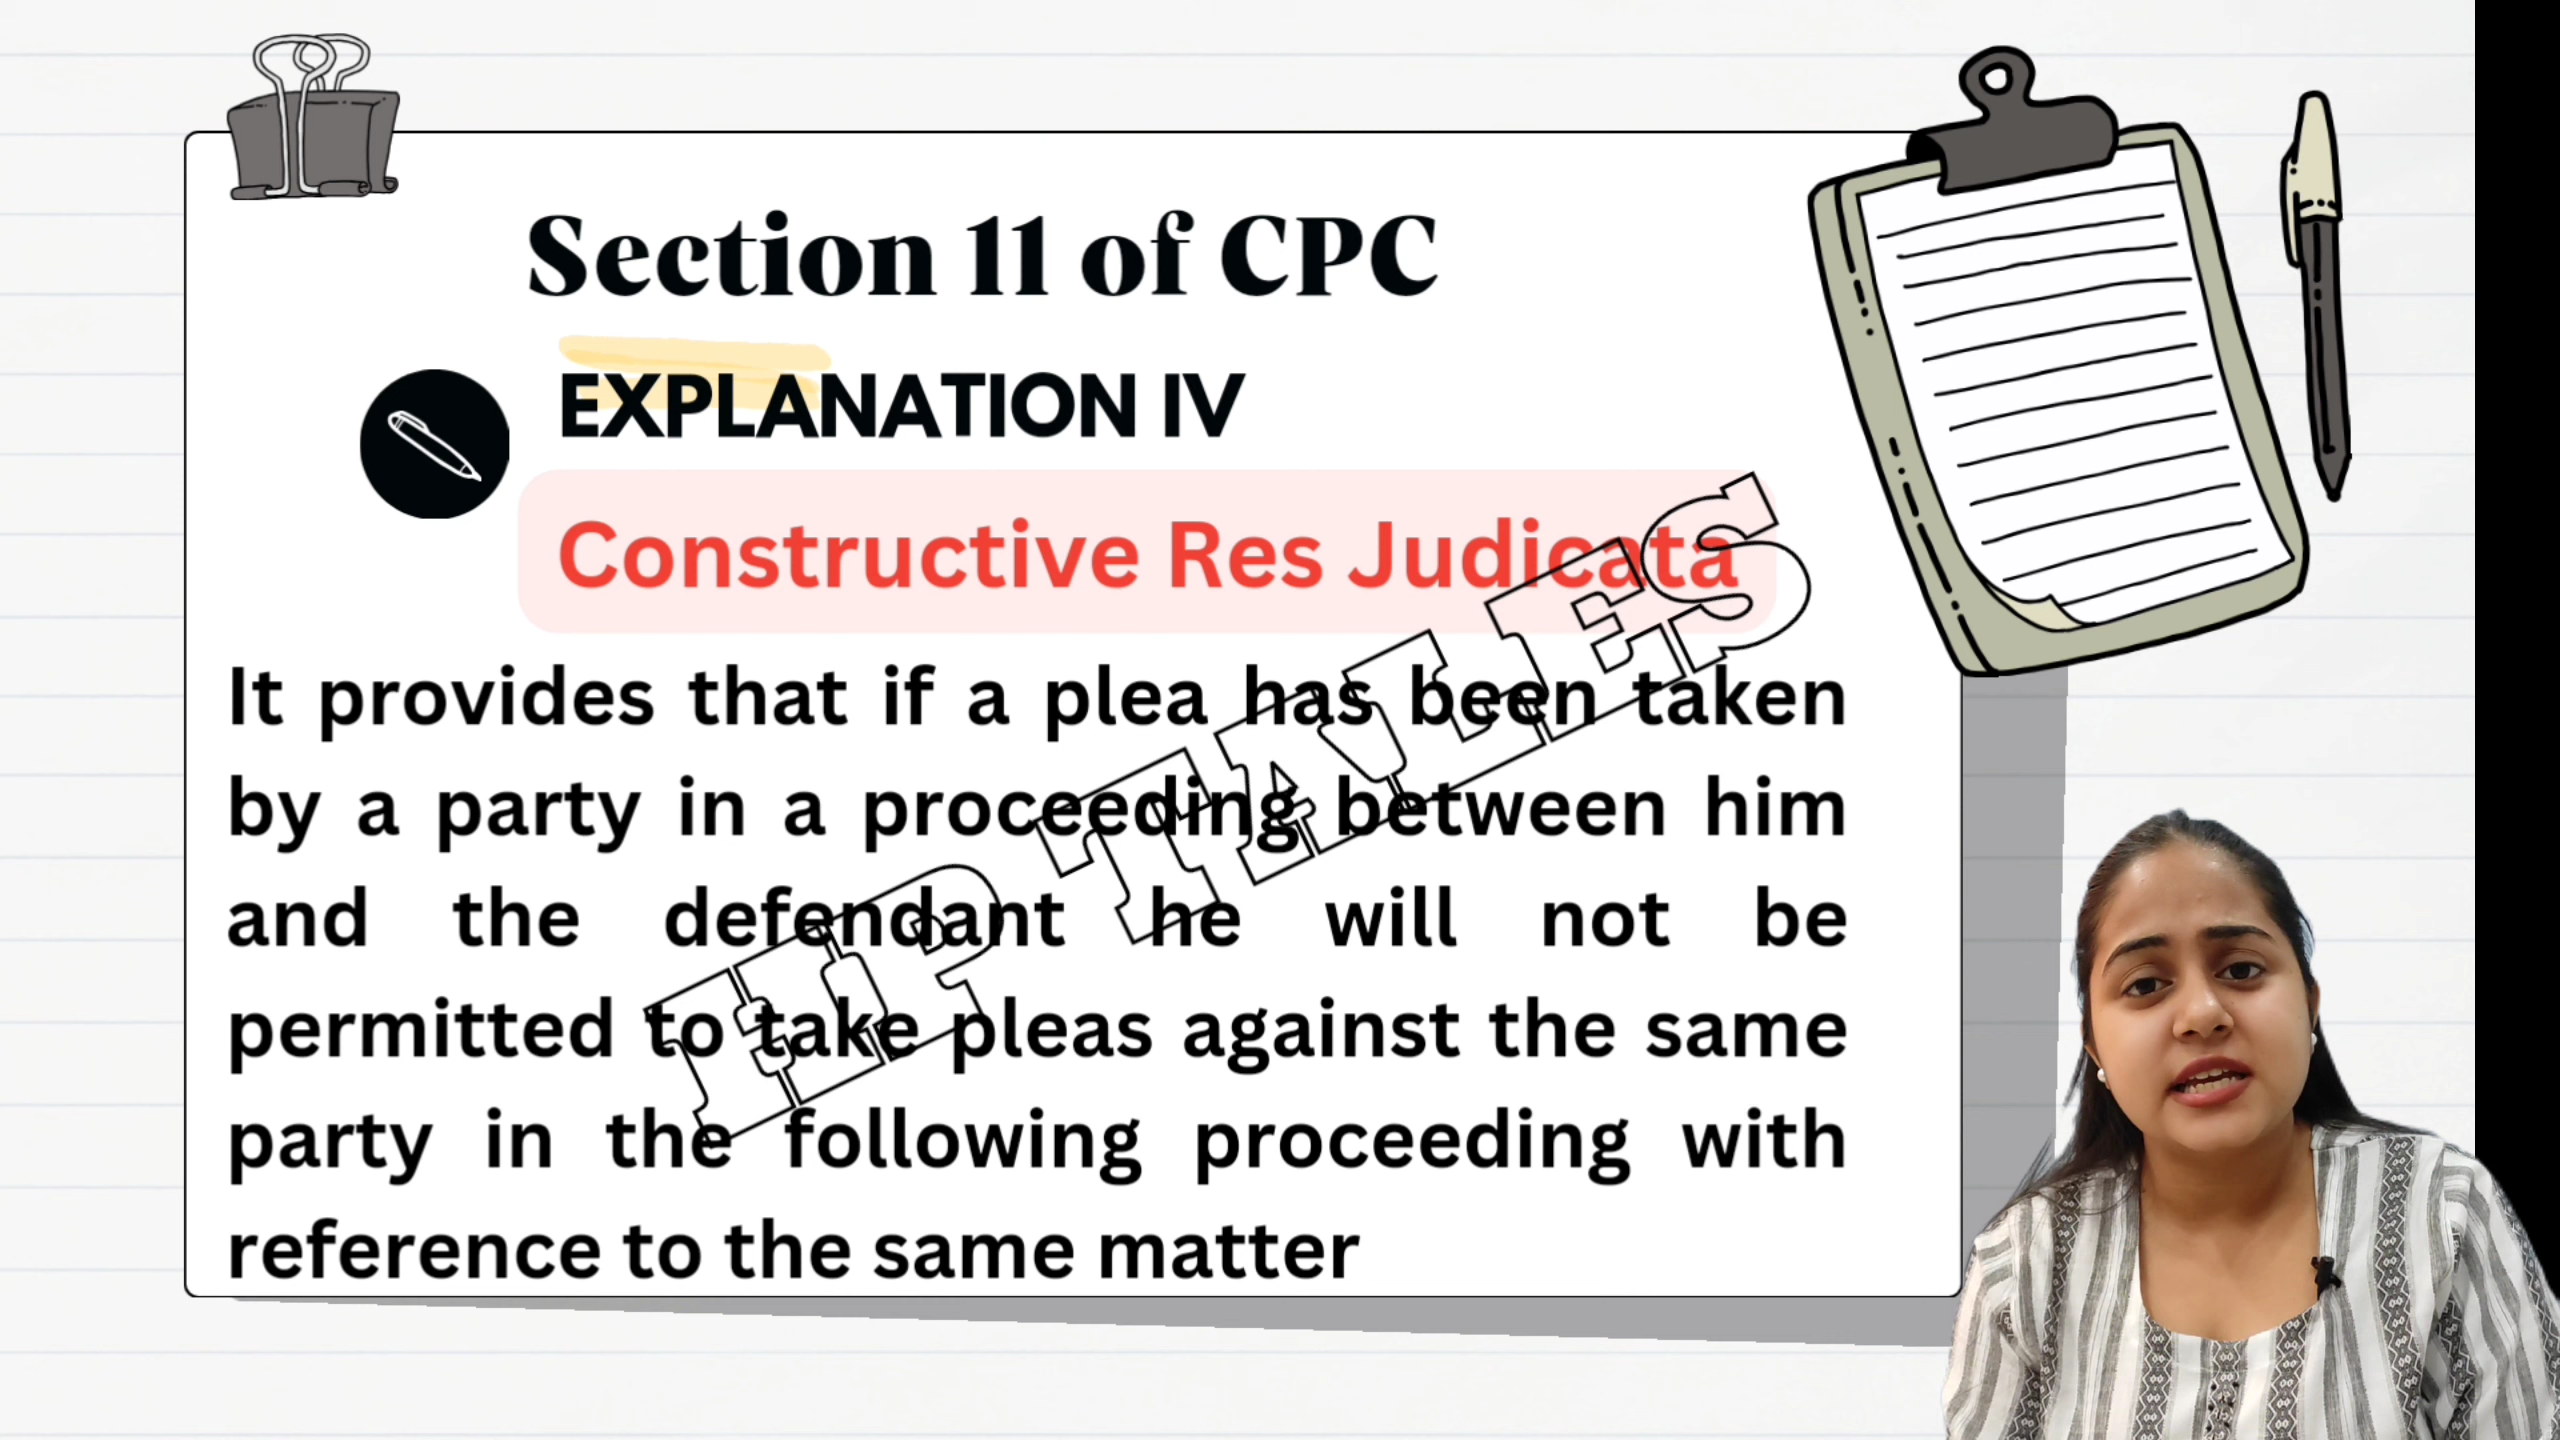 Section 11 of CPC
EXPLANATION IV
Constructive Res Judicata
It provides that if a plea has been taken
by a party in a proceeding between him
and the defendant he will not be
permitted to take pleas against the same
party in the following proceeding with
reference to the same matter
HP TALES